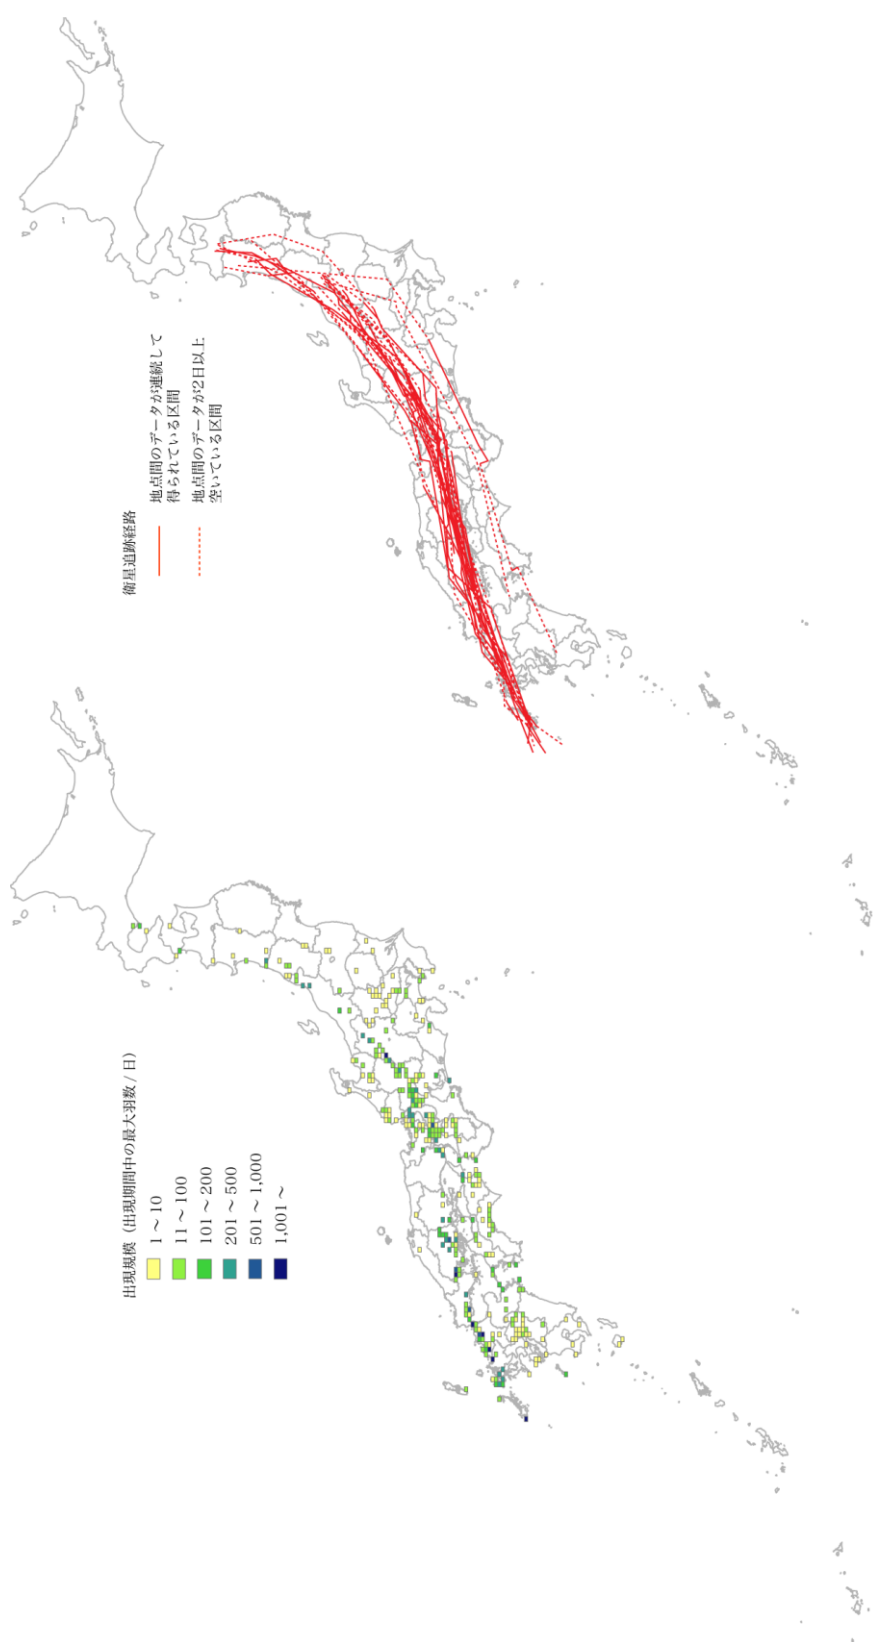 出現規模（出現期間中の最大羽数 / 日）
1 ～ 10
11 ～ 100
101 ～ 200
201 ～ 500
501 ～ 1,000
1,001 ～
衛星追跡経路
地点間のデータが連続して
得られている区間
地点間のデータが2日以上
空いている区間